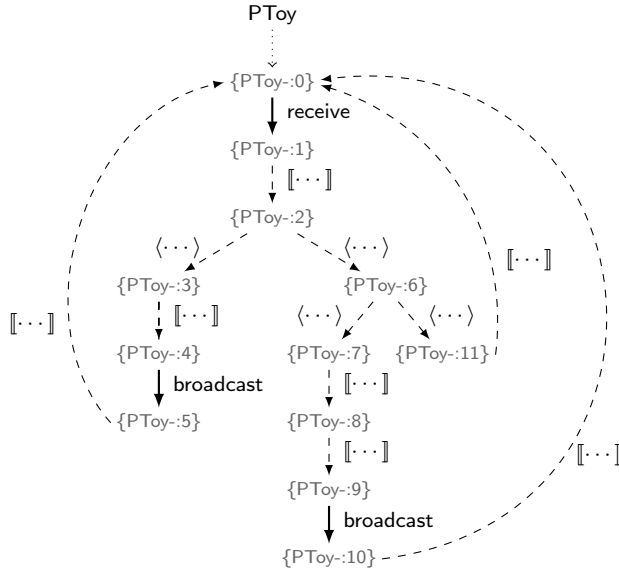 PToy
{PToy-:0}
receive
{PToy-:1}
⟦···⟧
{PToy-:2}
⟨···⟩ ⟨···⟩
⟦···⟧
{PToy-:3} {PToy-:6}
⟦···⟧ ⟦···⟧ ⟨···⟩ ⟨···⟩
{PToy-:4} {PToy-:7} {PToy-:11}
broadcast ⟦···⟧
{PToy-:5} {PToy-:8}
⟦···⟧ ⟦···⟧
{PToy-:9}
broadcast
{PToy-:10}